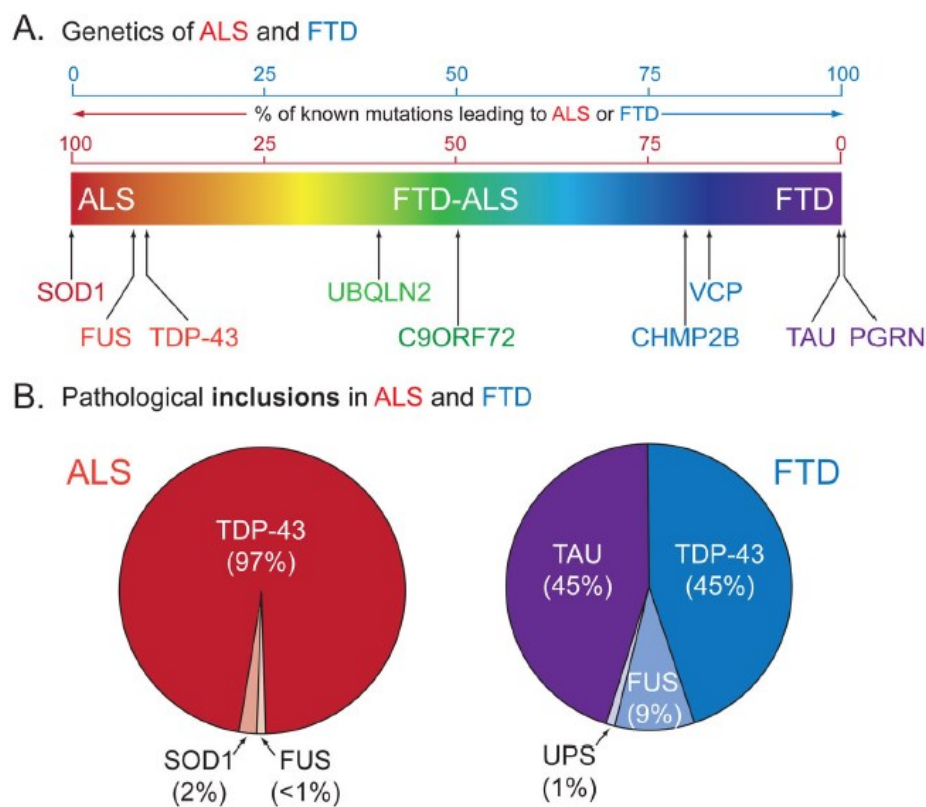 A. Genetics of ALS and FTD
0 25 50 75 100
% of known mutations leading to ALS or FTD
100 25 50 75 0
ALS FTD-ALS FTD
SOD1 UBQLN2 VCP
FUS TDP-43 C9ORF72 CHMP2B TAU PGRN
B. Pathological inclusions in ALS and FTD
ALS
TDP-43
(97%)
SOD1
(2%)
FUS
(<1%)
FTD
TAU
(45%)
TDP-43
(45%)
FUS
(9%)
UPS
(1%)